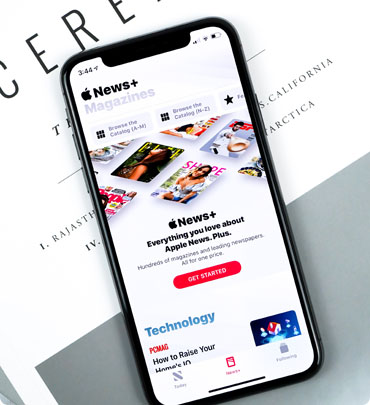 CERE
S.CALIFORNIA
TARCTICA
I. RAJASTH
IV.
3:44
News+
Magazines
Browse the
Catalog (A-M)
Browse the
Catalog (N-Z)
SHAPE
News+
Everything you love about
Apple News. Plus.
Hundreds of magazines and leading newspapers.
All for one price.
GET STARTED
Technology
PCMAG
How to Raise Your
Home's IQ
Today
News+
Following